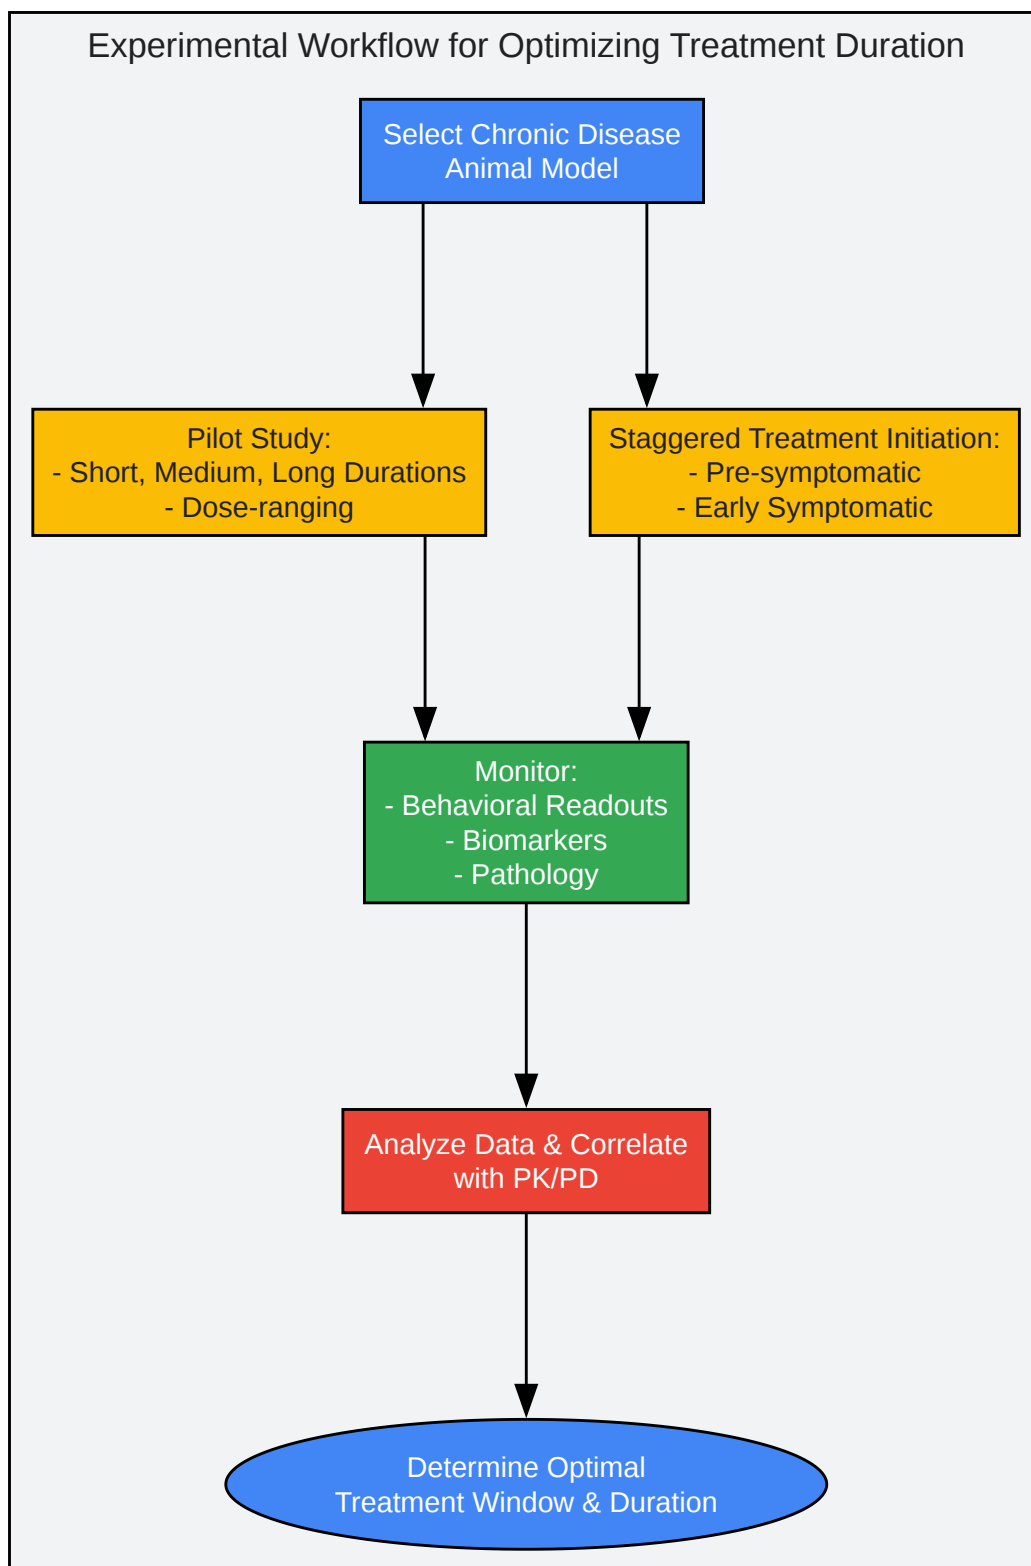 Experimental Workflow for Optimizing Treatment Duration
Select Chronic Disease
Animal Model
Pilot Study:
- Short, Medium, Long Durations
- Dose-ranging
Staggered Treatment Initiation:
- Pre-symptomatic
- Early Symptomatic
Monitor:
- Behavioral Readouts
- Biomarkers
- Pathology
Analyze Data & Correlate
with PK/PD
Determine Optimal
Treatment Window & Duration